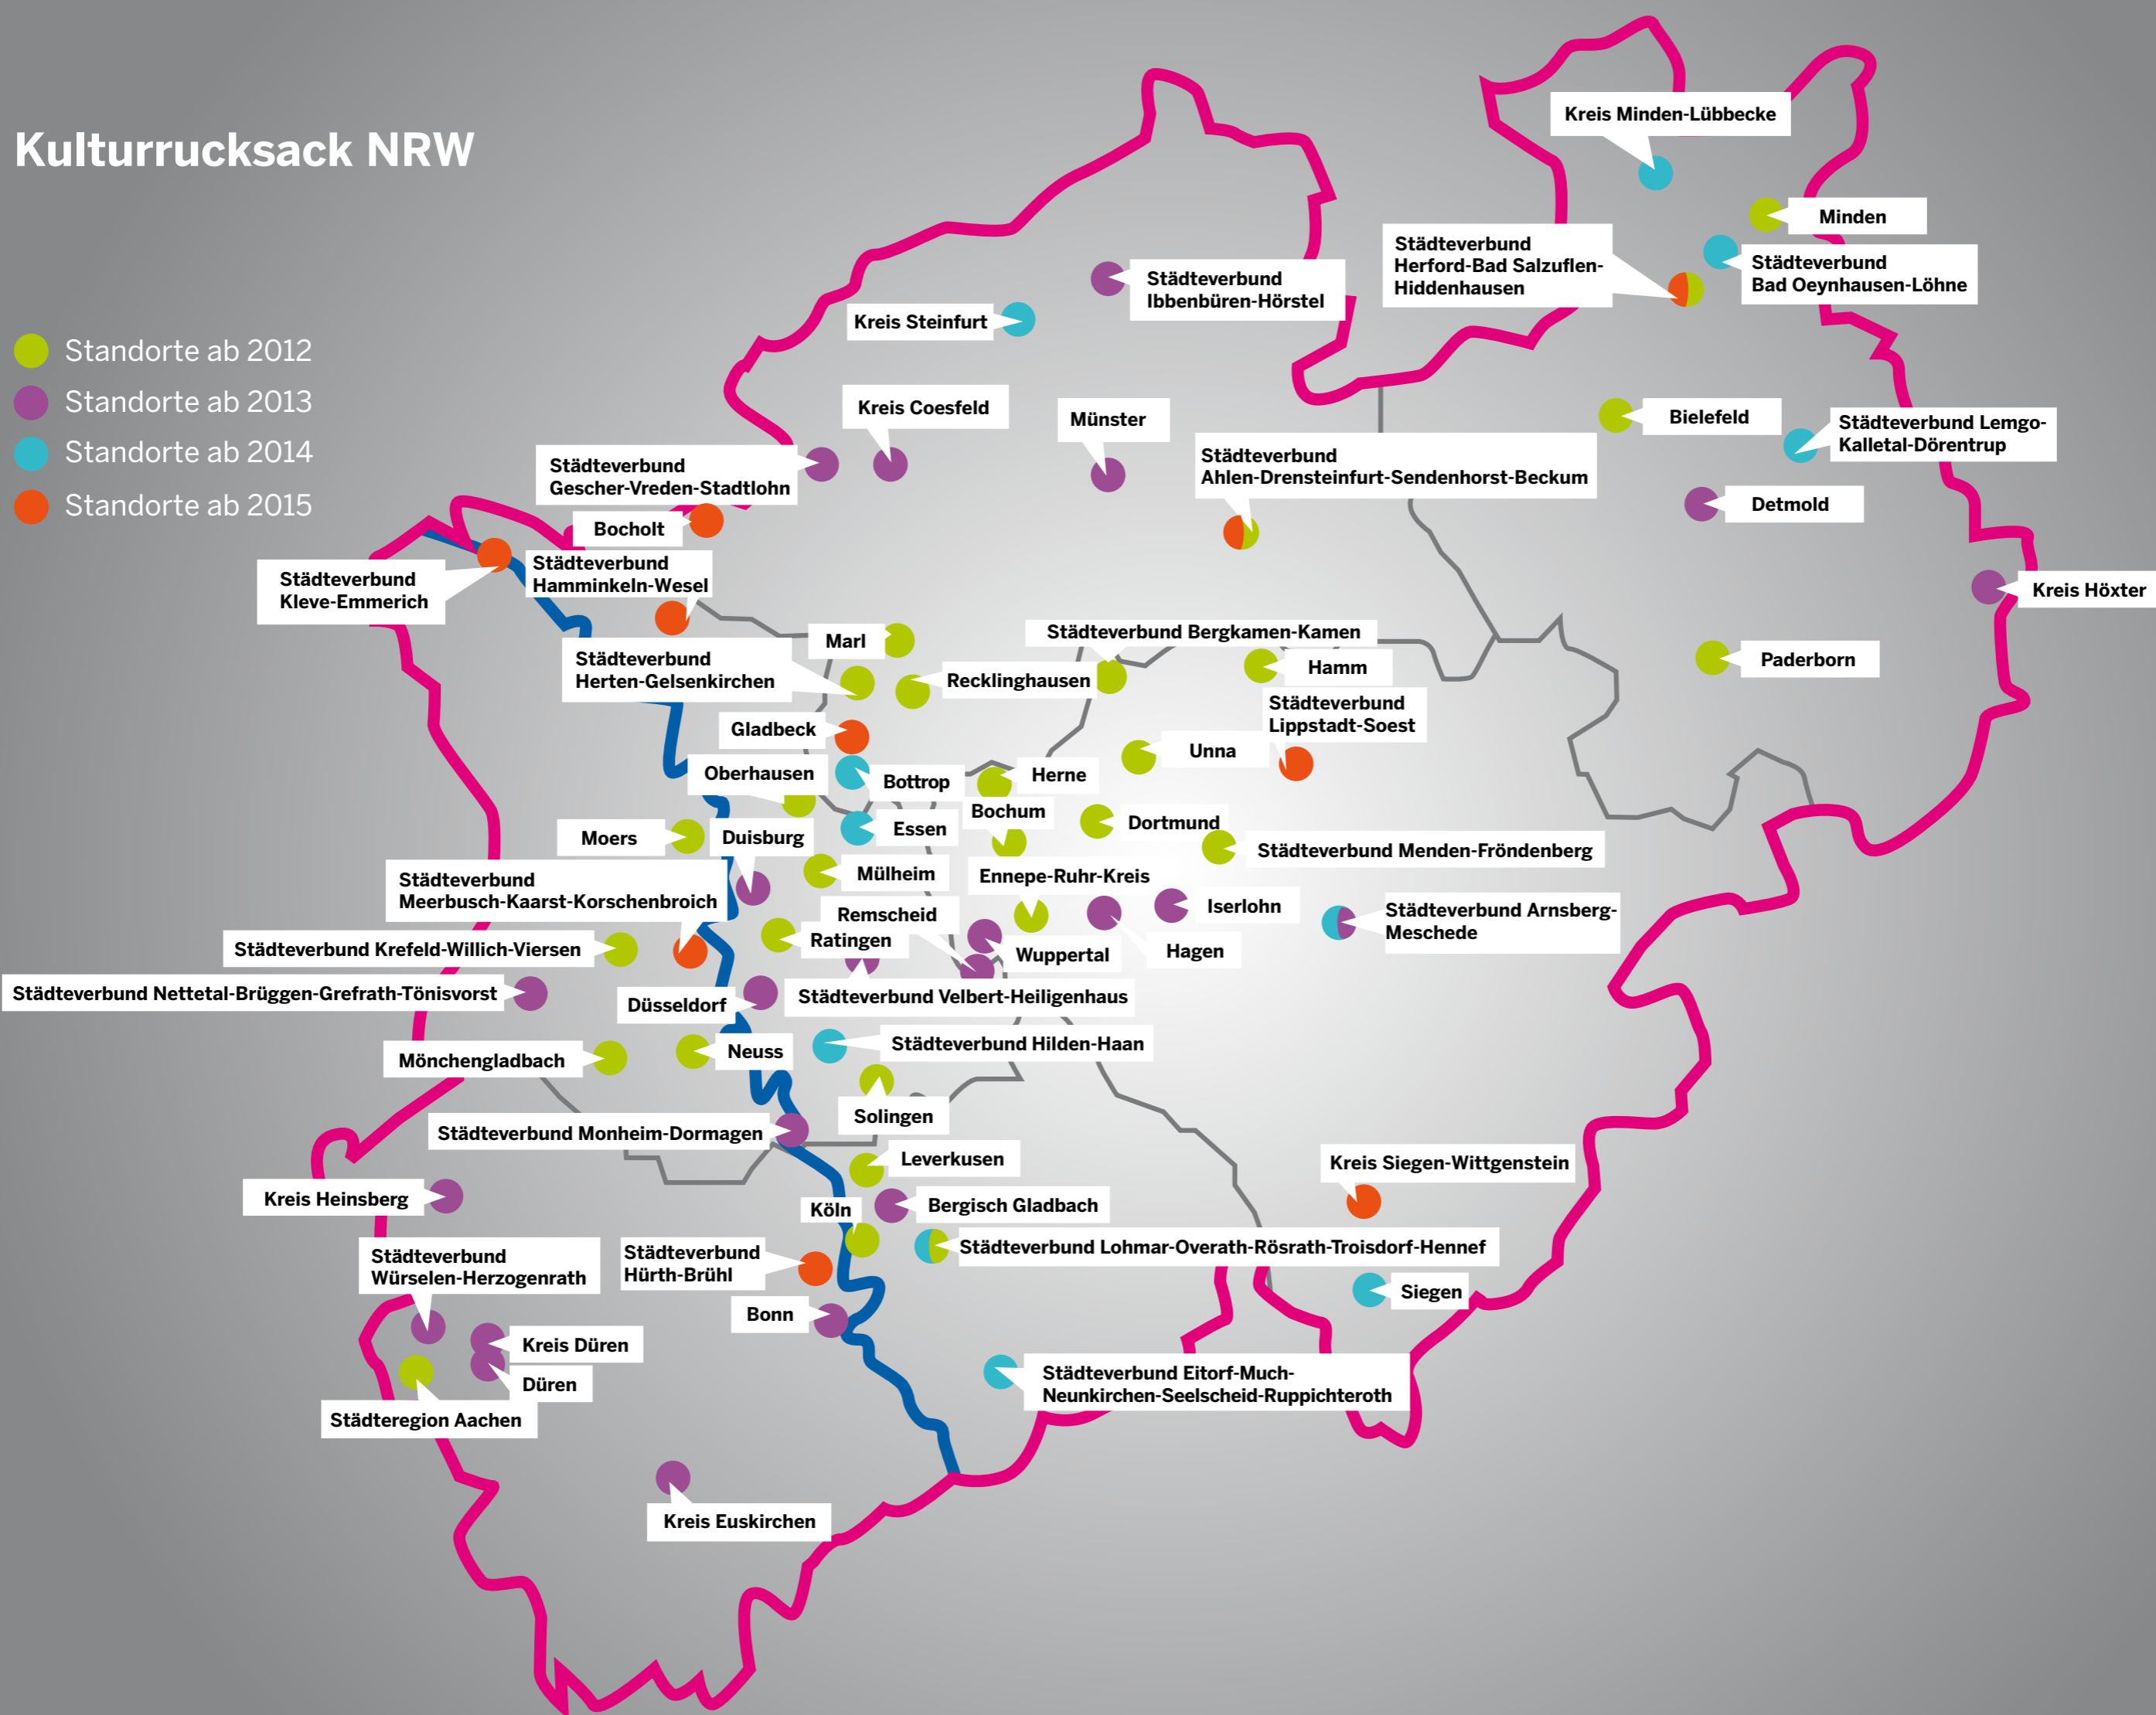 Kulturrucksack NRW
Standorte ab 2012
Standorte ab 2013
Standorte ab 2014
Standorte ab 2015
Kreis Minden-Lübbecke
Minden
Städteverbund
Herford-Bad Salzuflen-
Hiddenhausen
Städteverbund
Bad Oeynhausen-Löhne
Städteverbund
Ibbenbüren-Hörstel
Kreis Steinfurt
Kreis Coesfeld
Münster
Bielefeld
Städteverbund Lemgo-
Kalletal-Dörentrup
Städteverbund
Ahlen-Drensteinfurt-Sendenhorst-Beckum
Städteverbund
Gescher-Vreden-Stadtlohn
Detmold
Bocholt
Städteverbund
Hamminkeln-Wesel
Städteverbund
Kleve-Emmerich
Kreis Höxter
Marl
Städteverbund Bergkamen-Kamen
Städteverbund
Herten-Gelsenkirchen
Recklinghausen
Hamm
Paderborn
Städteverbund
Lippstadt-Soest
Gladbeck
Unna
Oberhausen
Bottrop
Herne
Bochum
Dortmund
Moers
Duisburg
Essen
Städteverbund Menden-Fröndenberg
Mülheim
Ennepe-Ruhr-Kreis
Städteverbund
Meerbusch-Kaarst-Korschenbroich
Remscheid
Iserlohn
Städteverbund Arnsberg-
Meschede
Städteverbund Krefeld-Willich-Viersen
Ratingen
Wuppertal
Hagen
Städteverbund Nettetal-Brüggen-Grefrath-Tönisvorst
Düsseldorf
Städteverbund Velbert-Heiligenhaus
Mönchengladbach
Neuss
Städteverbund Hilden-Haan
Solingen
Städteverbund Monheim-Dormagen
Leverkusen
Kreis Siegen-Wittgenstein
Kreis Heinsberg
Köln
Bergisch Gladbach
Städteverbund
Würselen-Herzogenrath
Städteverbund
Hürth-Brühl
Städteverbund Lohmar-Overath-Rösrath-Troisdorf-Hennef
Siegen
Bonn
Kreis Düren
Düren
Städteverbund Eitorf-Much-
Neunkirchen-Seelscheid-Ruppichteroth
Städteregion Aachen
Kreis Euskirchen